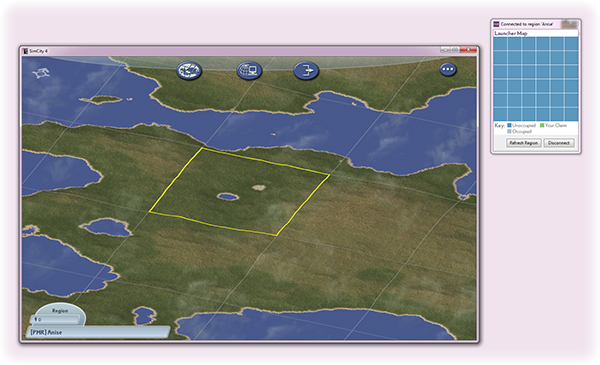 SimCity 4
Connected to region 'Anise'
Launcher Map
Key:
Unoccupied
Your Claim
Occupied
Refresh Region
Disconnect
Region
0
[PMR] Anise